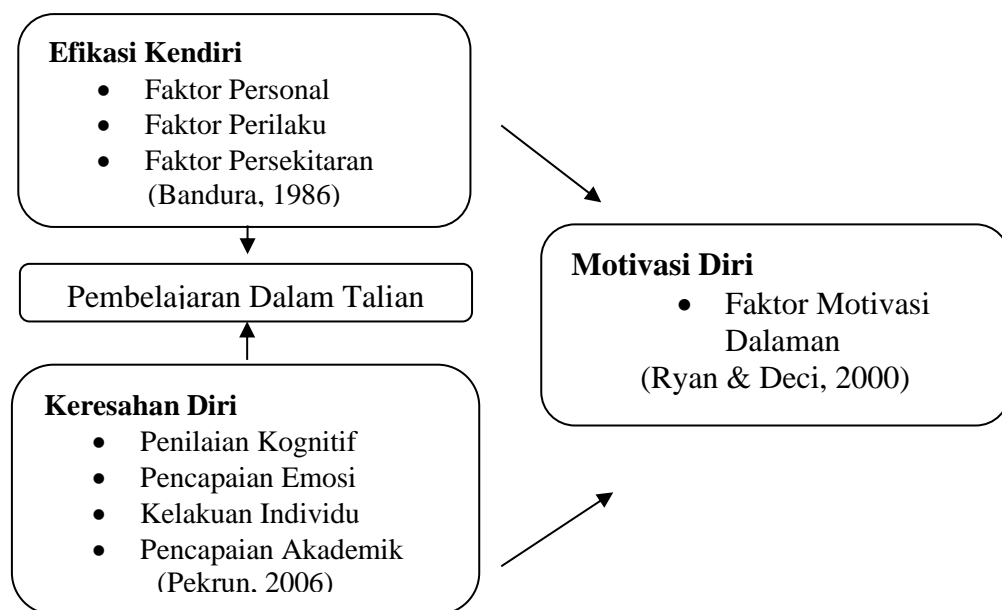 Efikasi Kendiri
• Faktor Personal
• Faktor Perilaku
• Faktor Persekitaran
(Bandura, 1986)
Pembelajaran Dalam Talian
Keresahan Diri
• Penilaian Kognitif
• Pencapaian Emosi
• Kelakuan Individu
• Pencapaian Akademik
(Pekrun, 2006)
Motivasi Diri
• Faktor Motivasi
Dalaman
(Ryan & Deci, 2000)